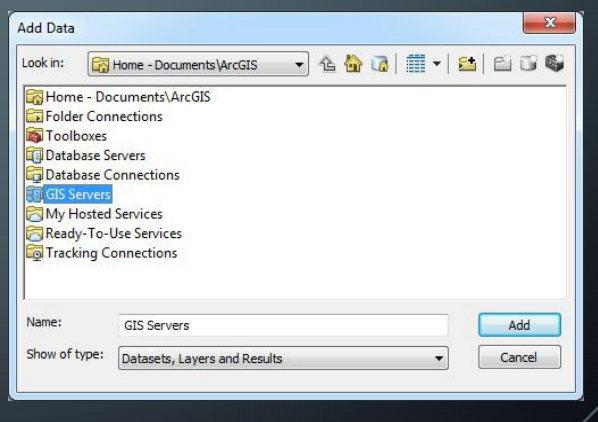 Add Data
Look in: Home - Documents\ArcGIS
Home - Documents\ArcGIS
Folder Connections
Toolboxes
Database Servers
Database Connections
GIS Servers
My Hosted Services
Ready-To-Use Services
Tracking Connections
Name: GIS Servers Add
Show of type: Datasets, Layers and Results Cancel